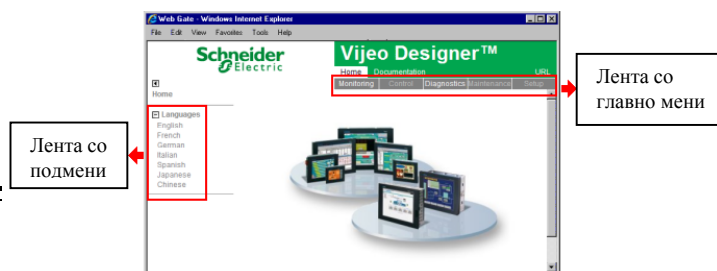 Web Gate - Windows Internet Explorer
File Edit View Favorites Tools Help
Schneider
Electric
Vijeo Designer™
Home Documentation URL
Monitoring Control Diagnostics Maintenance Setup
Home
Languages
English
French
German
Italian
Spanish
Japanese
Chinese
Лента со
подмени
Лента со
главно мени